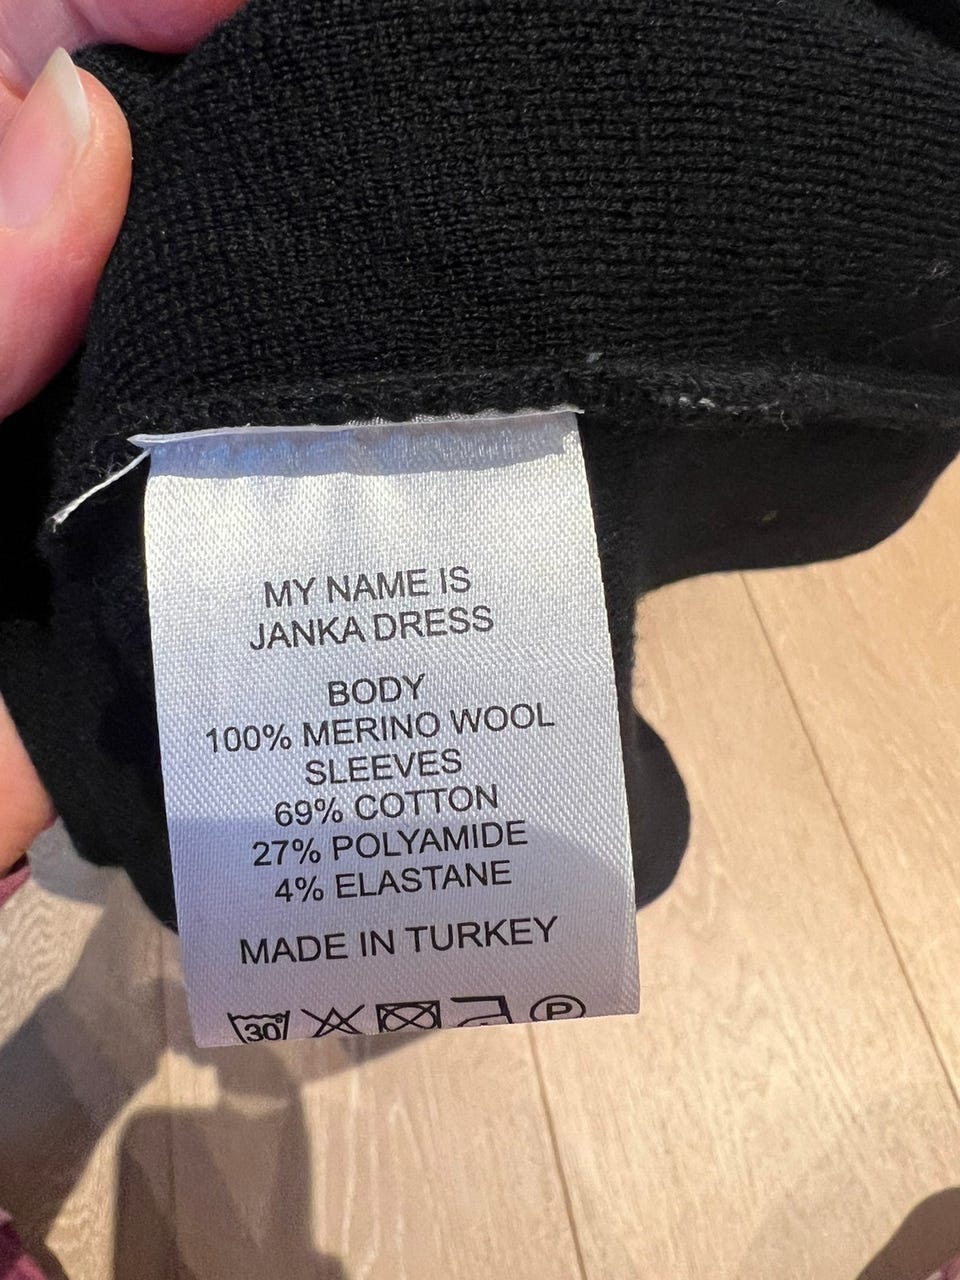 MY NAME IS
JANKA DRESS
BODY
100% MERINO WOOL
SLEEVES
69% COTTON
27% POLYAMIDE
4% ELASTANE
MADE IN TURKEY
30 P